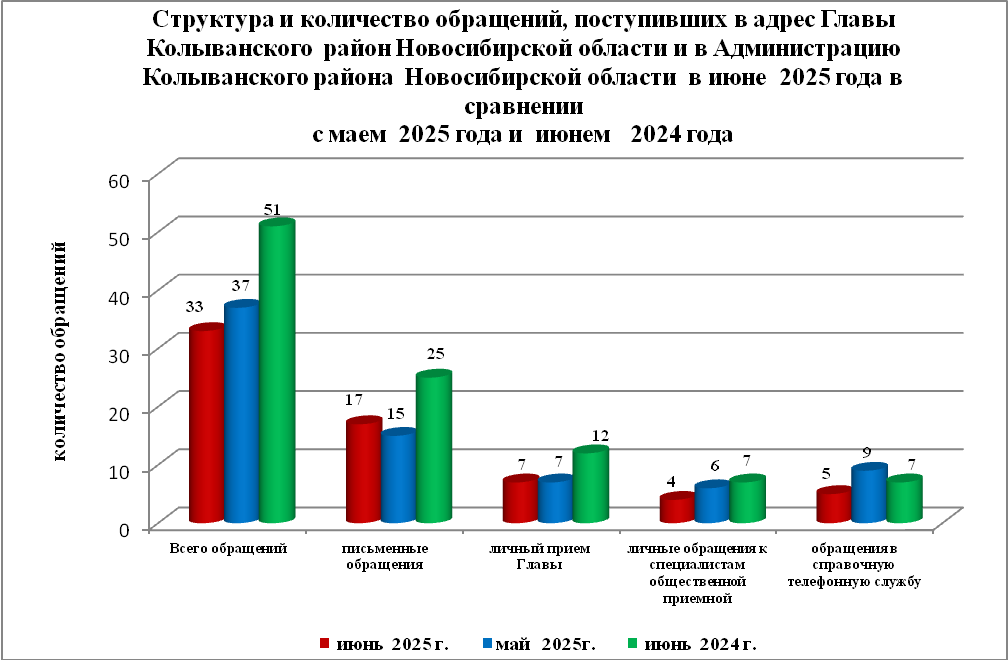 Структура и количество обращений, поступивших в адрес Главы
Колыванского район Новосибирской области и в Администрацию
Колыванского района Новосибирской области в июне 2025 года в
сравнении
с маем 2025 года и июнем 2024 года
количество обращений
60
50
40
30
20
10
0
33
37
51
17
15
25
7
7
12
4
6
7
5
9
7
Всего обращений
письменные
обращения
личный прием
Главы
личные обращения к
специалистам
общественной
приемной
обращения в
справочную
телефонную службу
июнь 2025 г.
май 2025г.
июнь 2024 г.